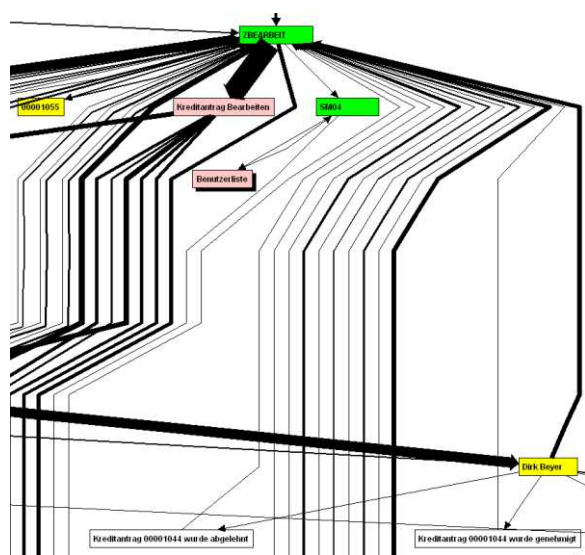 ZBEARBEIT
00001055
Kreditantrag Bearbeiten
SM04
Benutzerliste
Dirk Beyer
Kreditantrag 00001044 wurde abgelehnt
Kreditantrag 00001044 wurde genehmigt